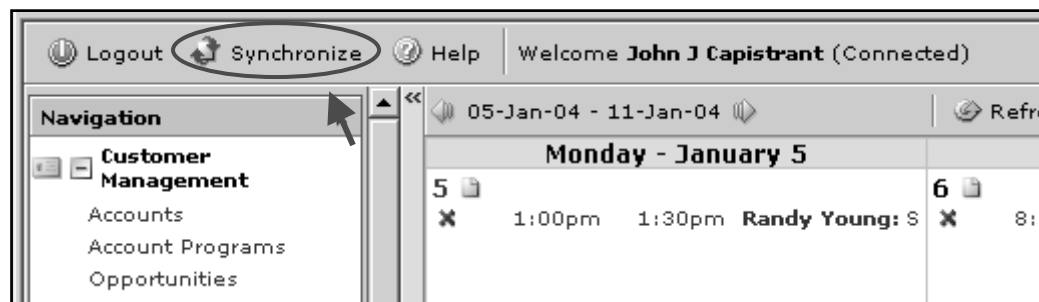 Logout Synchronize Help Welcome John J Capistrant (Connected)
Navigation
Customer
Management
Accounts
Account Programs
Opportunities
« 05-Jan-04 - 11-Jan-04 Refre
Monday - January 5
5 6
1:00pm 1:30pm Randy Young: S 8: